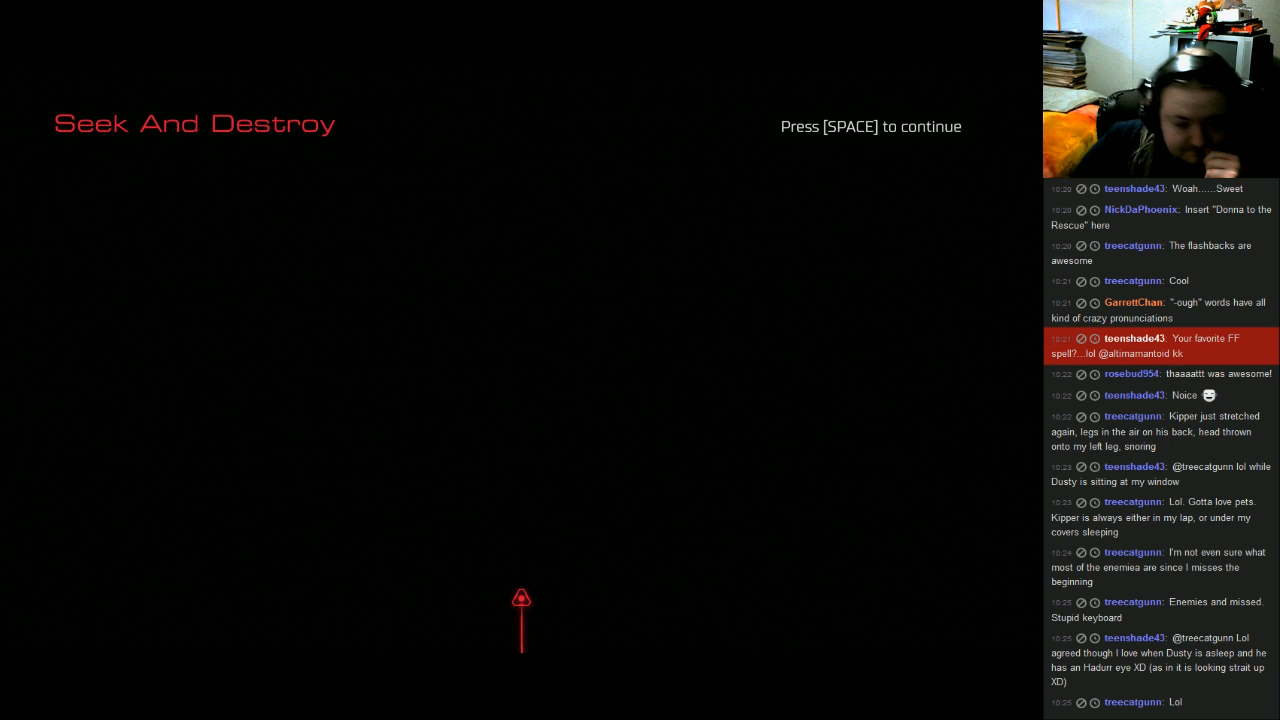 Seek And Destroy
Press [SPACE] to continue
10:20 teenshade43: Woah......Sweet
10:20 NickDaPhoenix: Insert "Donna to the
Rescue" here
10:20 treecatgunn: The flashbacks are
awesome
10:21 treecatgunn: Cool
10:21 GarrettChan: "-ough" words have all
kind of crazy pronunciations
10:21 teenshade43: Your favorite FF
spell?...lol @altimamantoid kk
10:22 rosebud954: thaaaattt was awesome!
10:22 teenshade43: Noice
10:22 treecatgunn: Kipper just stretched
again, legs in the air on his back, head thrown
onto my left leg, snoring
10:23 teenshade43: @treecatgunn lol while
Dusty is sitting at my window
10:23 treecatgunn: Lol. Gotta love pets.
Kipper is always either in my lap, or under my
covers sleeping
10:24 treecatgunn: I'm not even sure what
most of the enemiea are since I misses the
beginning
10:25 treecatgunn: Enemies and missed.
Stupid keyboard
10:25 teenshade43: @treecatgunn Lol
agreed though I love when Dusty is asleep and he
has an Hadurr eye XD (as in it is looking strait up
XD)
10:25 treecatgunn: Lol